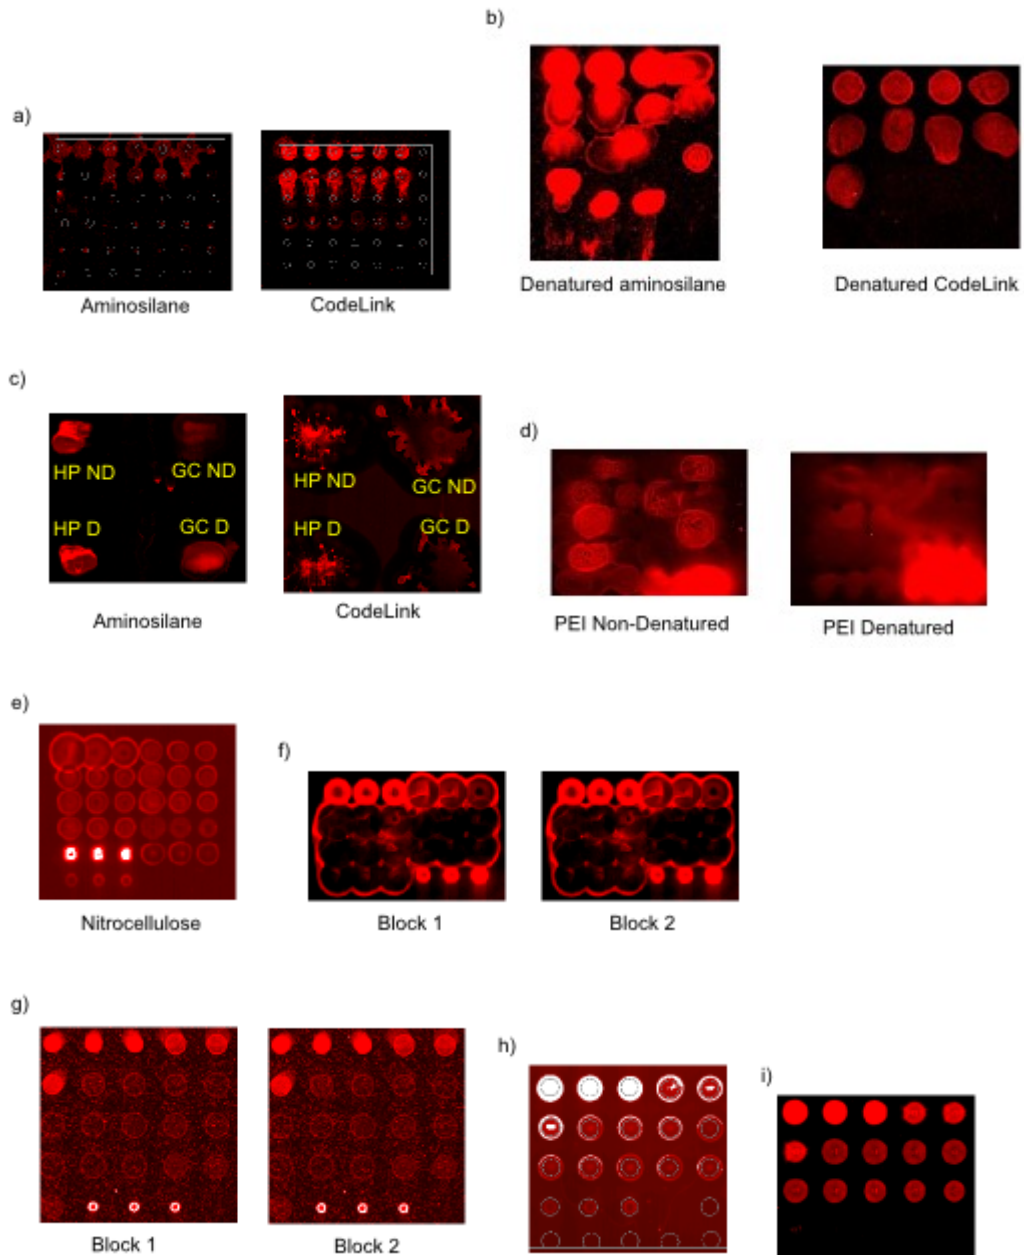 b)
a)
Aminosilane
CodeLink
Denatured aminosilane
Denatured CodeLink
c)
d)
HP ND
GC ND
HP D
GC D
HP ND
GC ND
HP D
GC D
Aminosilane
CodeLink
PEI Non-Denatured
PEI Denatured
e)
f)
Nitrocellulose
Block 1
Block 2
g)
h)
i)
Block 1
Block 2